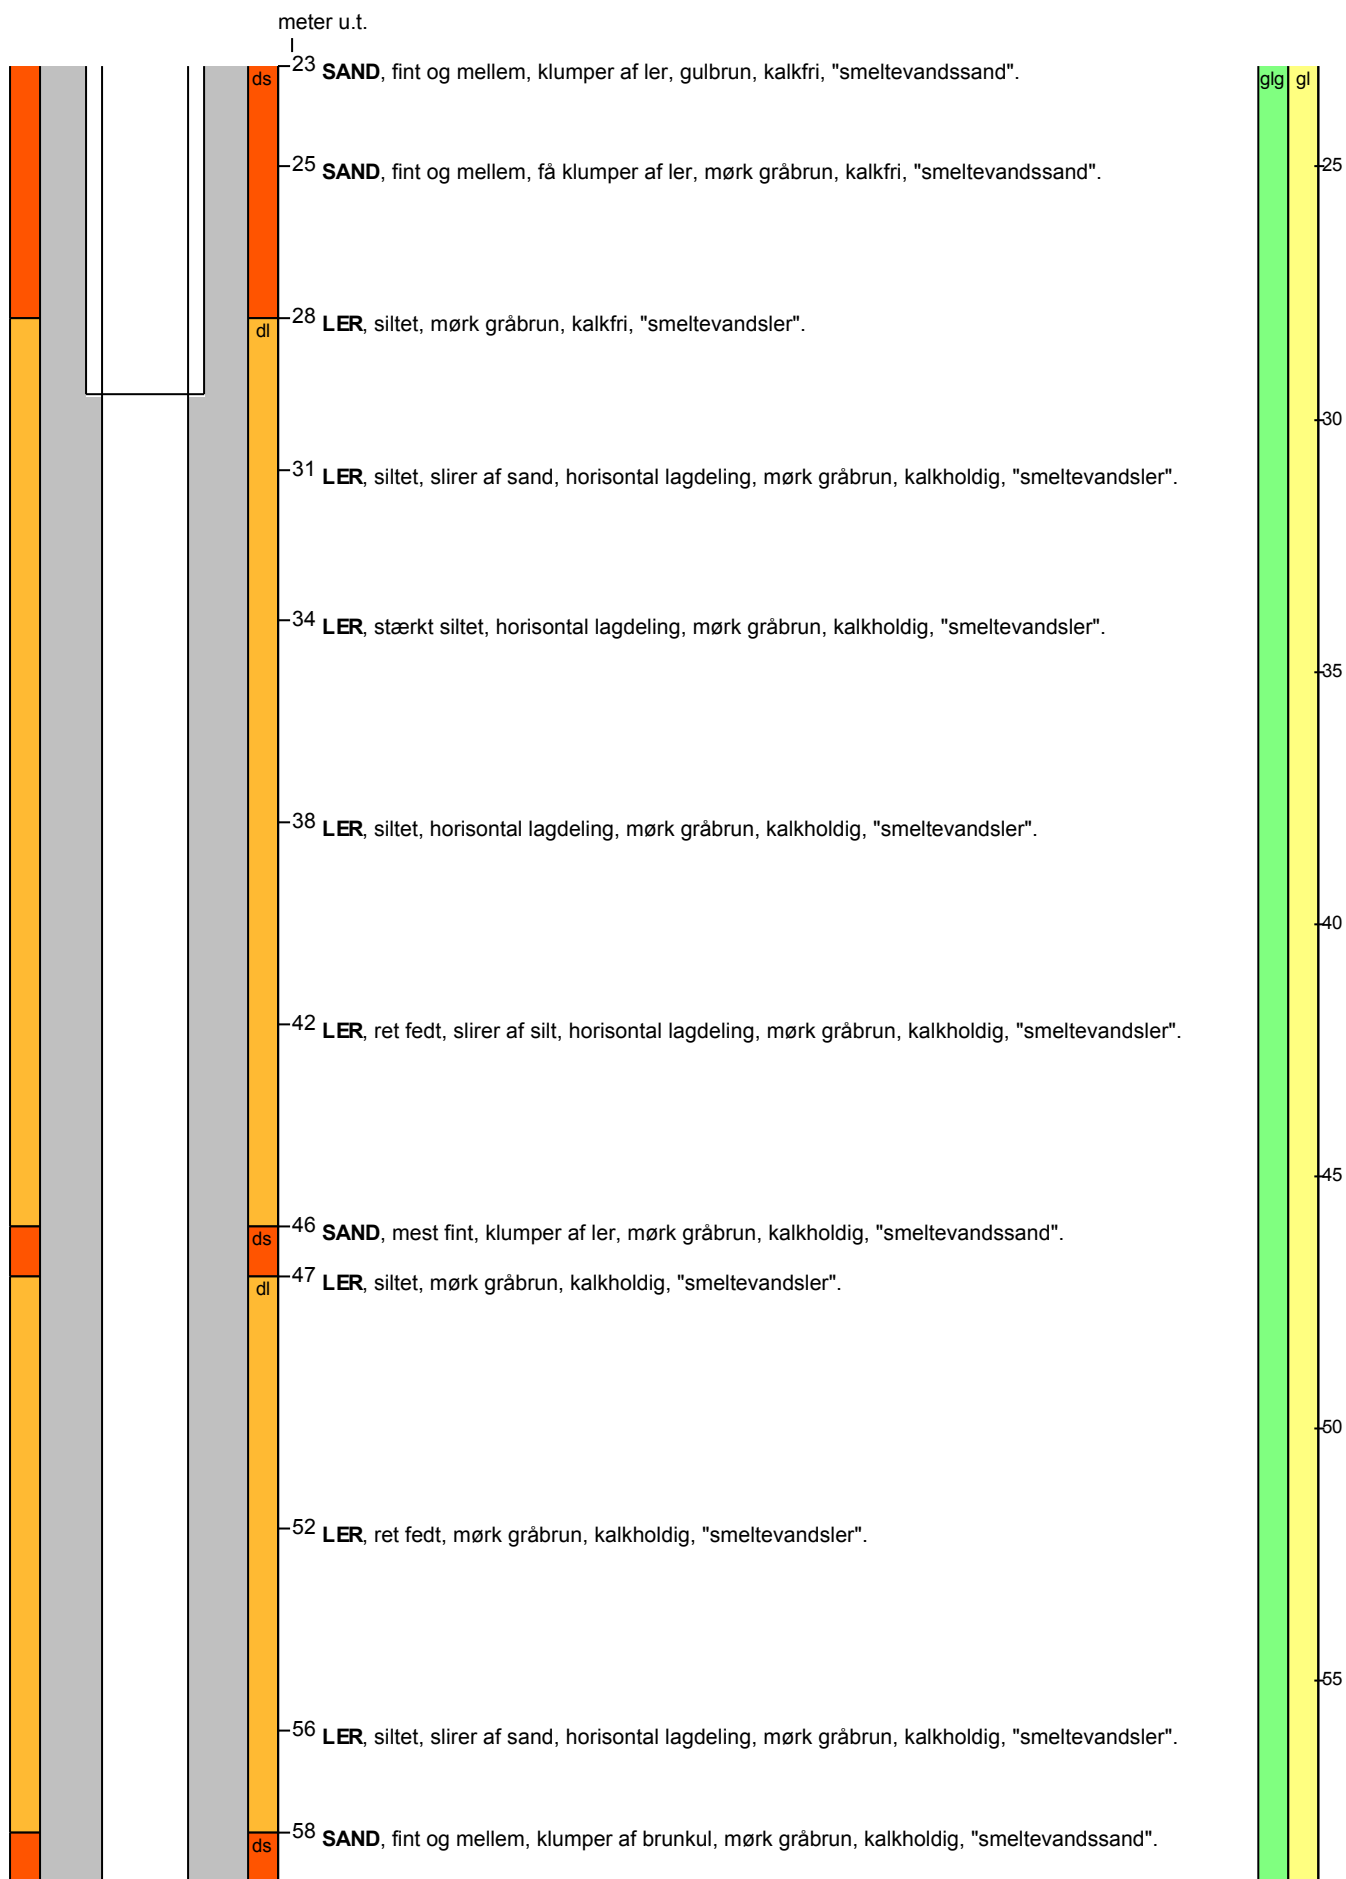 meter u.t.
23 SAND, fint og mellem, klumper af ler, gulbrun, kalkfri, "smeltevandssand".
ds
glg gl
25 SAND, fint og mellem, få klumper af ler, mørk gråbrun, kalkfri, "smeltevandssand".
25
28 LER, siltet, mørk gråbrun, kalkfri, "smeltevandsler".
dl
30
31 LER, siltet, slirer af sand, horisontal lagdeling, mørk gråbrun, kalkholdig, "smeltevandsler".
34 LER, stærkt siltet, horisontal lagdeling, mørk gråbrun, kalkholdig, "smeltevandsler".
35
38 LER, siltet, horisontal lagdeling, mørk gråbrun, kalkholdig, "smeltevandsler".
40
42 LER, ret fedt, slirer af silt, horisontal lagdeling, mørk gråbrun, kalkholdig, "smeltevandsler".
45
46 SAND, mest fint, klumper af ler, mørk gråbrun, kalkholdig, "smeltevandssand".
ds
47 LER, siltet, mørk gråbrun, kalkholdig, "smeltevandsler".
dl
50
52 LER, ret fedt, mørk gråbrun, kalkholdig, "smeltevandsler".
55
56 LER, siltet, slirer af sand, horisontal lagdeling, mørk gråbrun, kalkholdig, "smeltevandsler".
58 SAND, fint og mellem, klumper af brunkul, mørk gråbrun, kalkholdig, "smeltevandssand".
ds